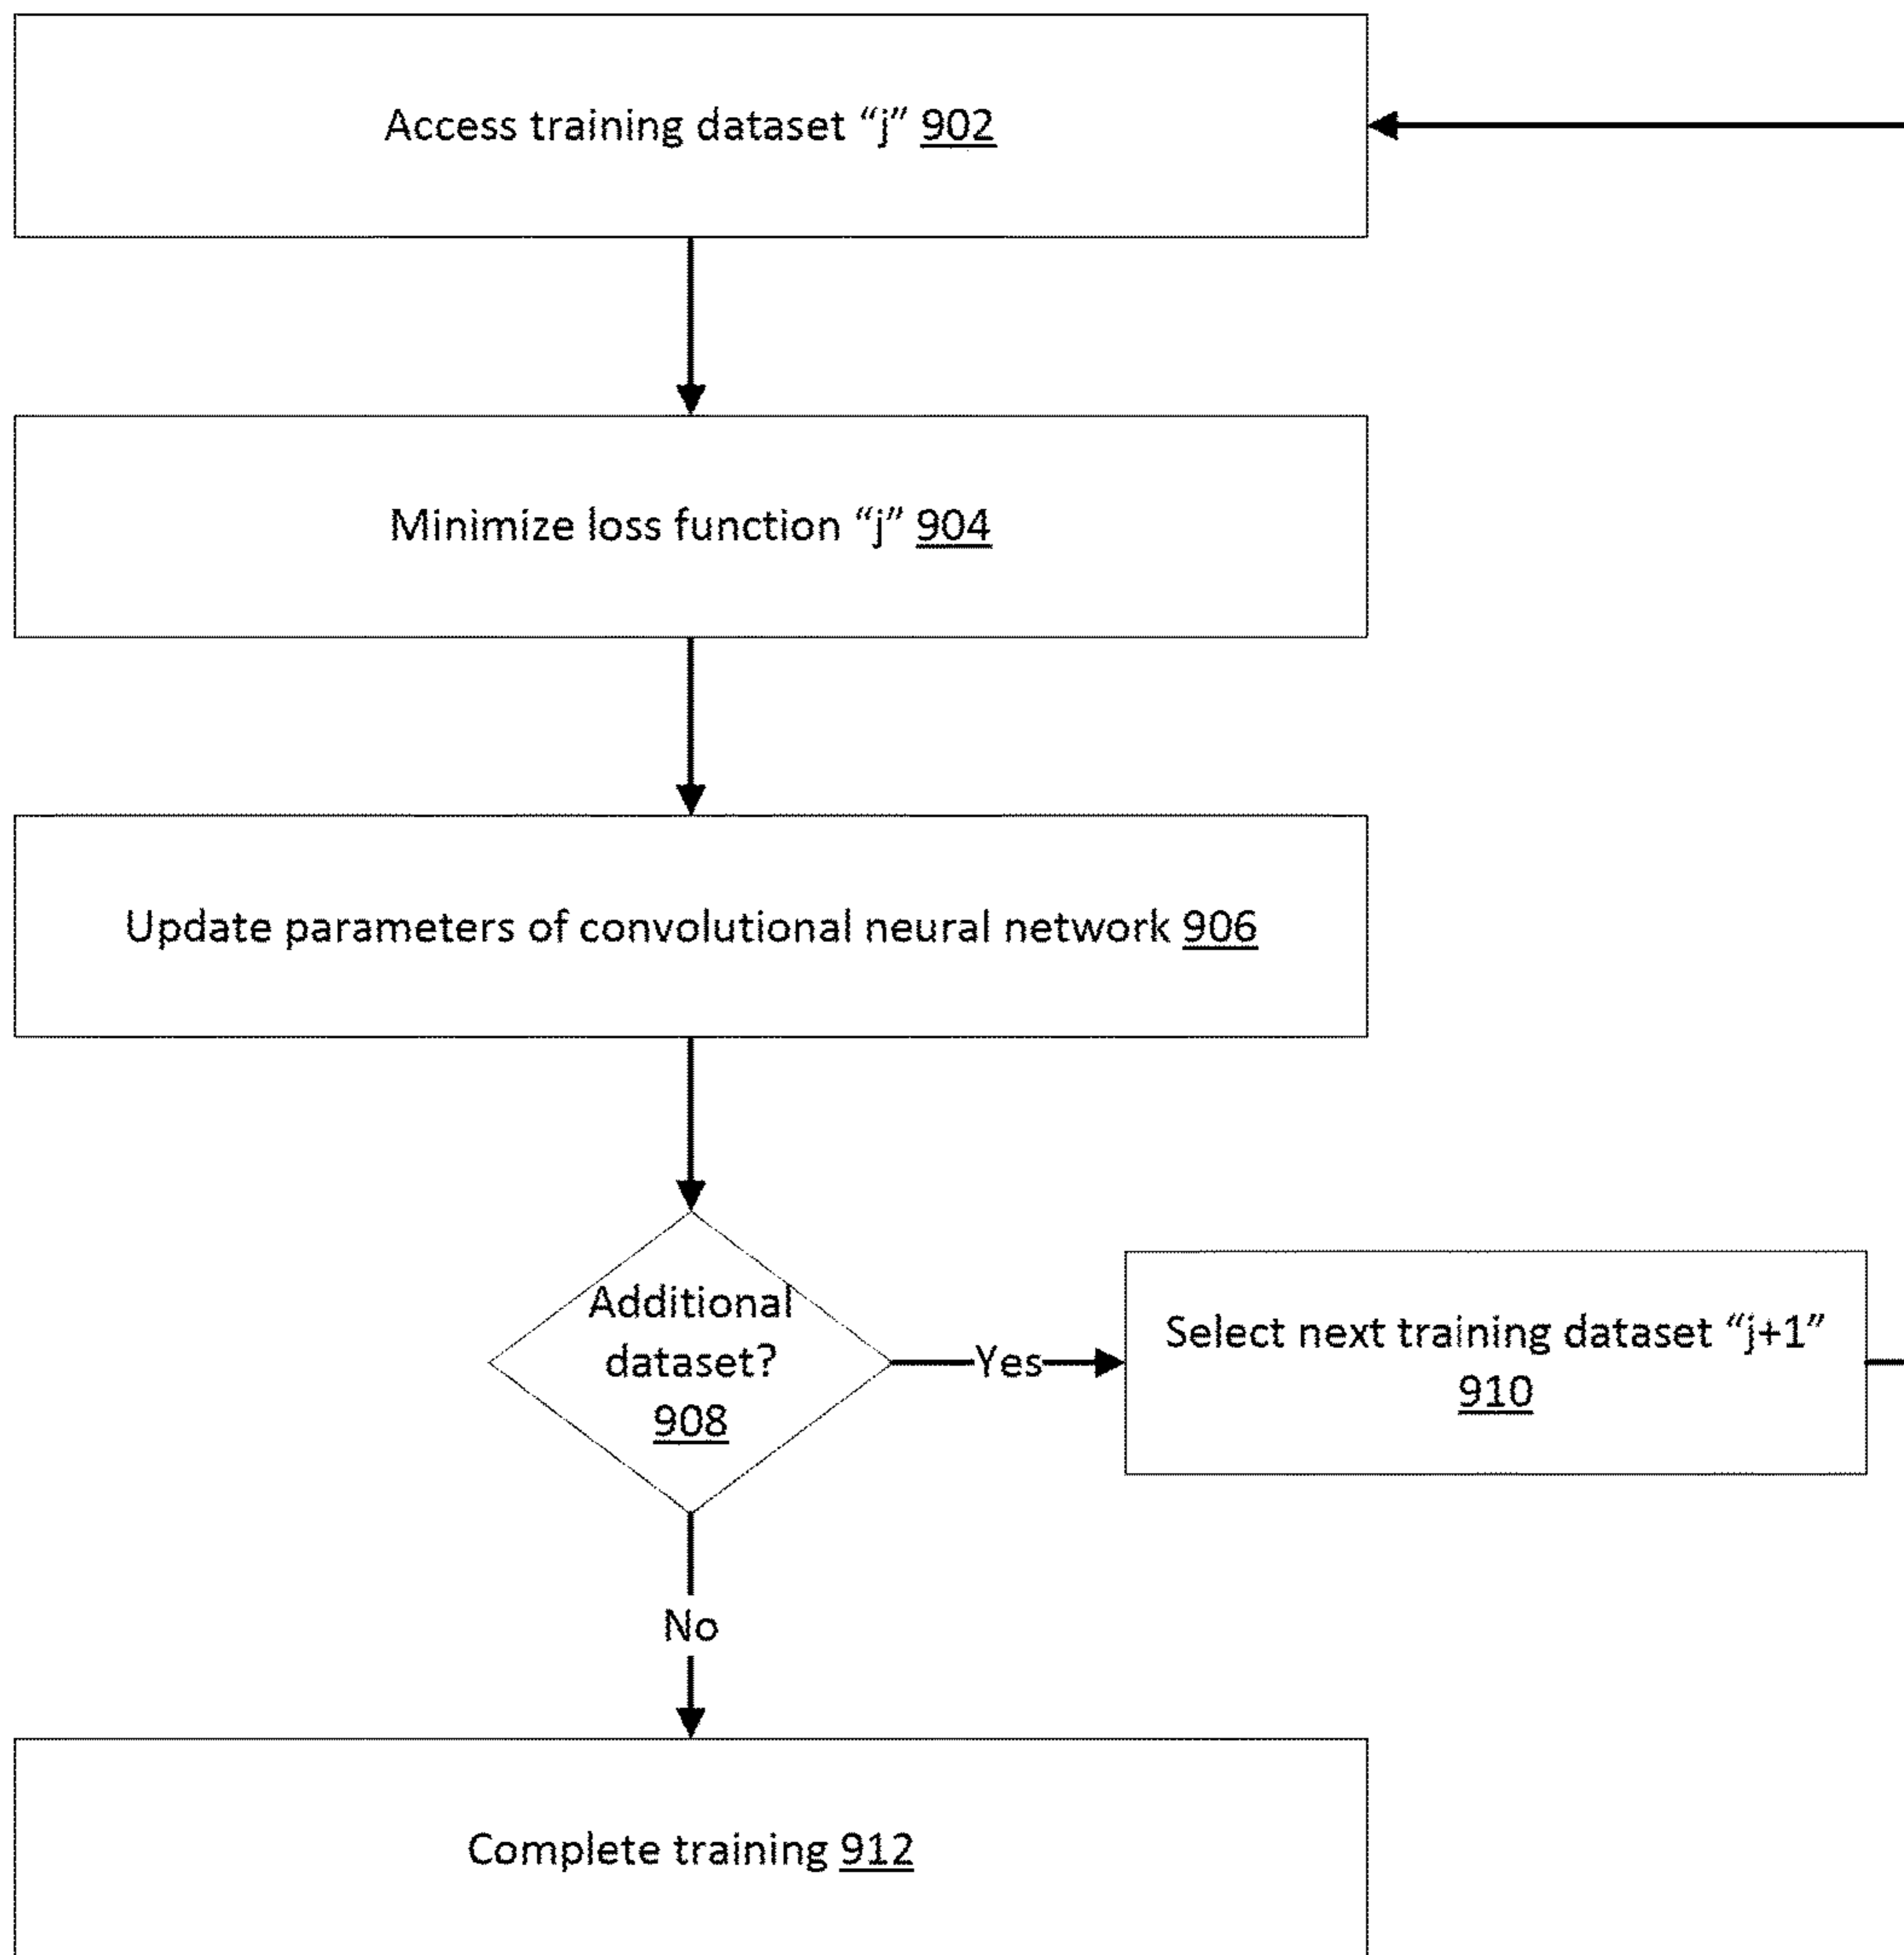 Access training dataset “j” 902
Minimize loss function “j” 904
Update parameters of convolutional neural network 906
Additional
dataset?
908
Yes
Select next training dataset “j+1”
910
No
Complete training 912